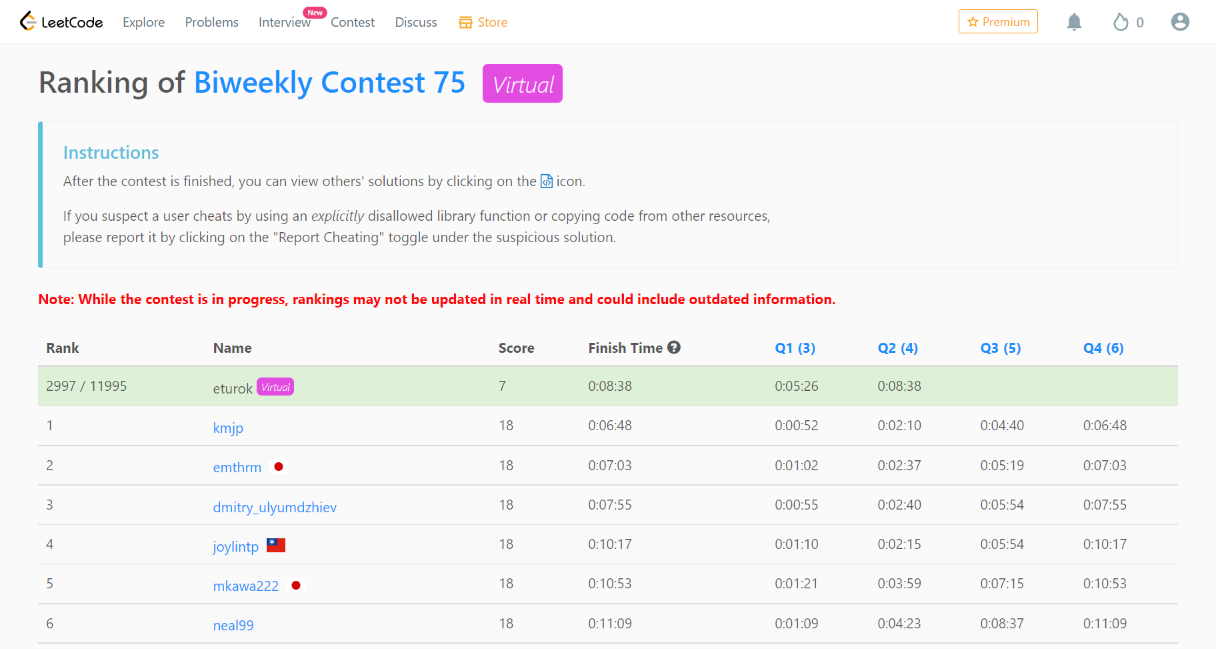 LeetCode Explore Problems Interview New Contest Discuss Store Premium 0
Ranking of Biweekly Contest 75 Virtual
Instructions
After the contest is finished, you can view others' solutions by clicking on the icon.
If you suspect a user cheats by using an explicitly disallowed library function or copying code from other resources,
please report it by clicking on the "Report Cheating" toggle under the suspicious solution.
Note: While the contest is in progress, rankings may not be updated in real time and could include outdated information.
Rank Name Score Finish Time Q1 (3) Q2 (4) Q3 (5) Q4 (6)
2997 / 11995 eturok Virtual 7 0:08:38 0:05:26 0:08:38
1 kmjp 18 0:06:48 0:00:52 0:02:10 0:04:40 0:06:48
2 emthrm 18 0:07:03 0:01:02 0:02:37 0:05:19 0:07:03
3 dmitry_ulyumdzhiev 18 0:07:55 0:00:55 0:02:40 0:05:54 0:07:55
4 joylintp 18 0:10:17 0:01:10 0:02:15 0:05:54 0:10:17
5 mkawa222 18 0:10:53 0:01:21 0:03:59 0:07:15 0:10:53
6 neal99 18 0:11:09 0:01:09 0:04:23 0:08:37 0:11:09